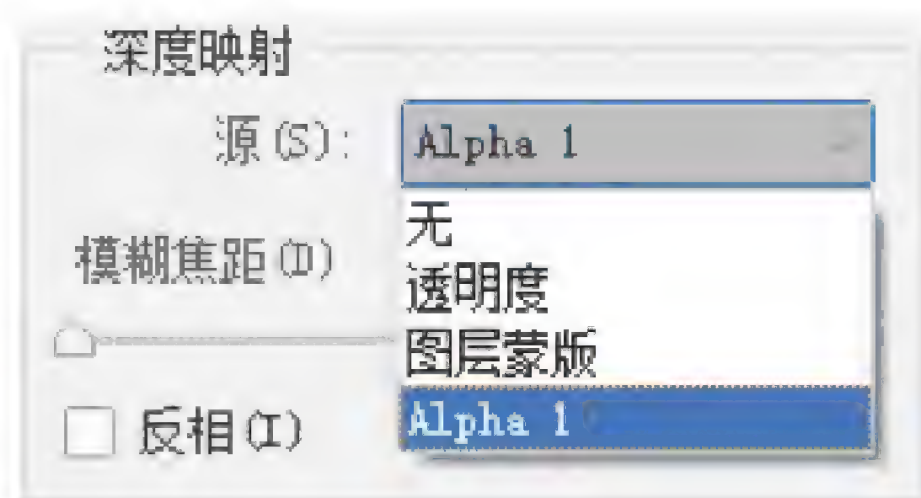 深度映射
源(S):
Alpha 1
无
模糊焦距(D)
透明度
图层蒙版
Alpha 1
反相(I)